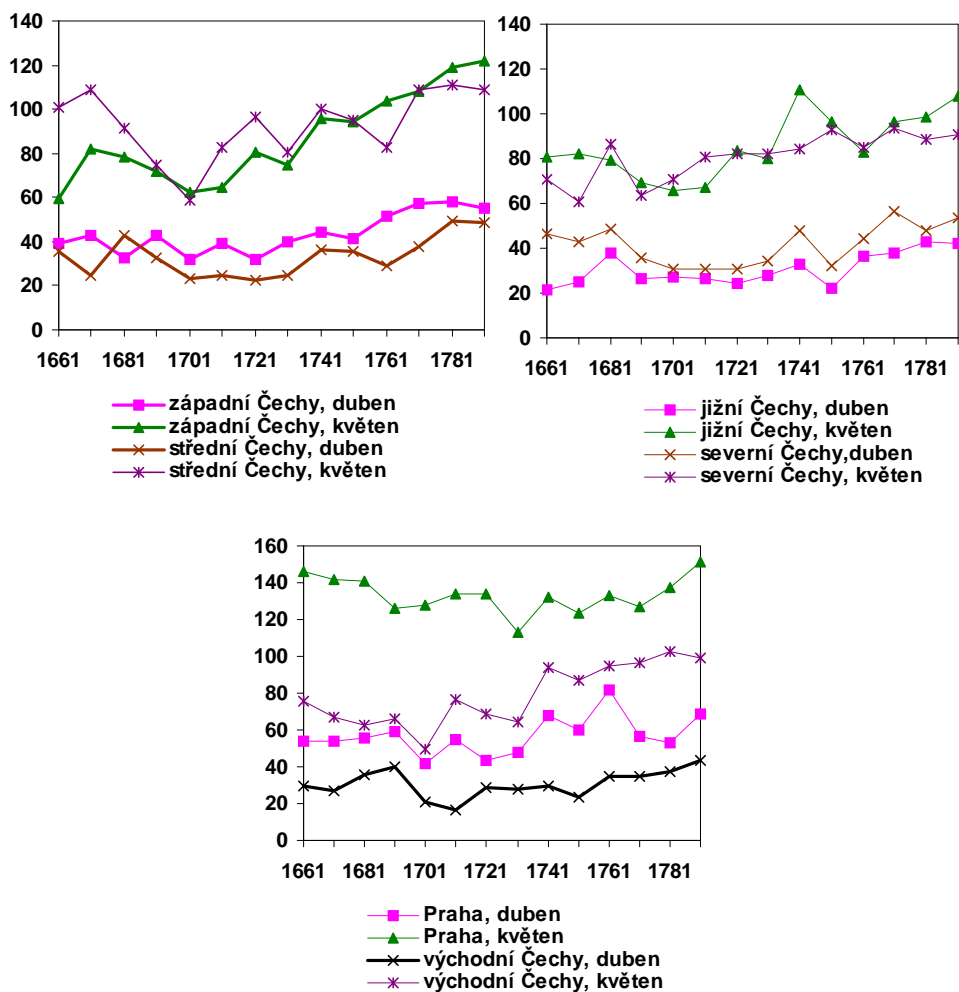 140
120
100
80
60
40
20
0
1661 1681 1701 1721 1741 1761 1781
západní Čechy, duben
západní Čechy, květen
střední Čechy, duben
střední Čechy, květen
140
120
100
80
60
40
20
0
1661 1681 1701 1721 1741 1761 1781
jižní Čechy, duben
jižní Čechy, květen
severní Čechy,duben
severní Čechy, květen
160
140
120
100
80
60
40
20
0
1661 1681 1701 1721 1741 1761 1781
Praha, duben
Praha, květen
východní Čechy, duben
východní Čechy, květen